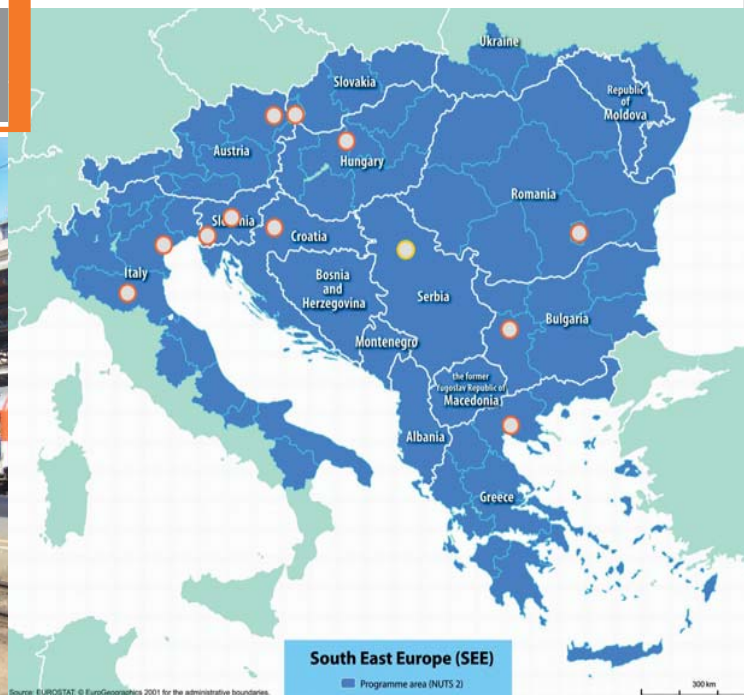 Ukraine
Slovakia
Republic
of
Moldova
Austria
Hungary
Romania
Slovenia
Croatia
Italy
Bosnia
and
Herzegovina
Serbia
Bulgaria
Montenegro
the former
Yugoslav Republic of
Macedonia
Albania
Greece
South East Europe (SEE)
Programme area (NUTS 2)
300 km
Source: EUROSTAT © EuroGeographics 2001 for the administrative boundaries.